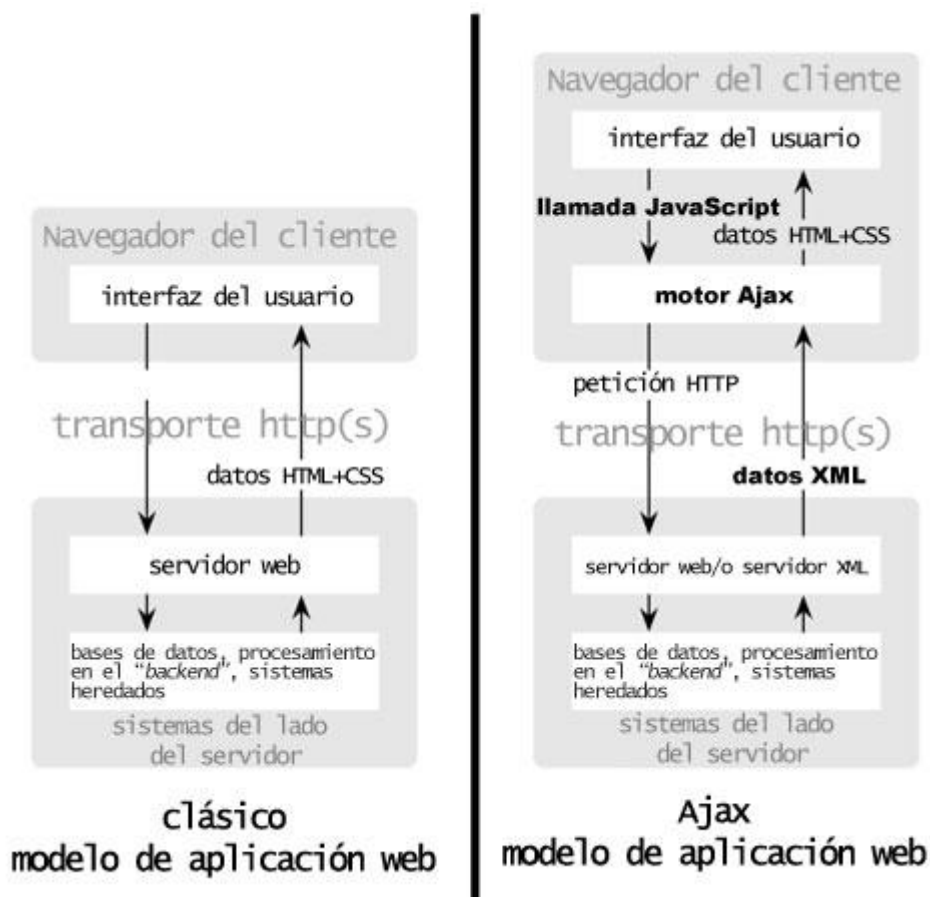 Navegador del cliente
interfaz del usuario
transporte http(s)
datos HTML+CSS
servidor web
bases de datos, procesamiento
en el "backend", sistemas
heredados
sistemas del lado
del servidor
clásico
modelo de aplicación web
Navegador del cliente
interfaz del usuario
llamada JavaScript
datos HTML+CSS
motor Ajax
petición HTTP
transporte http(s)
datos XML
servidor web/o servidor XML
bases de datos, procesamiento
en el "backend", sistemas
heredados
sistemas del lado
del servidor
Ajax
modelo de aplicación web